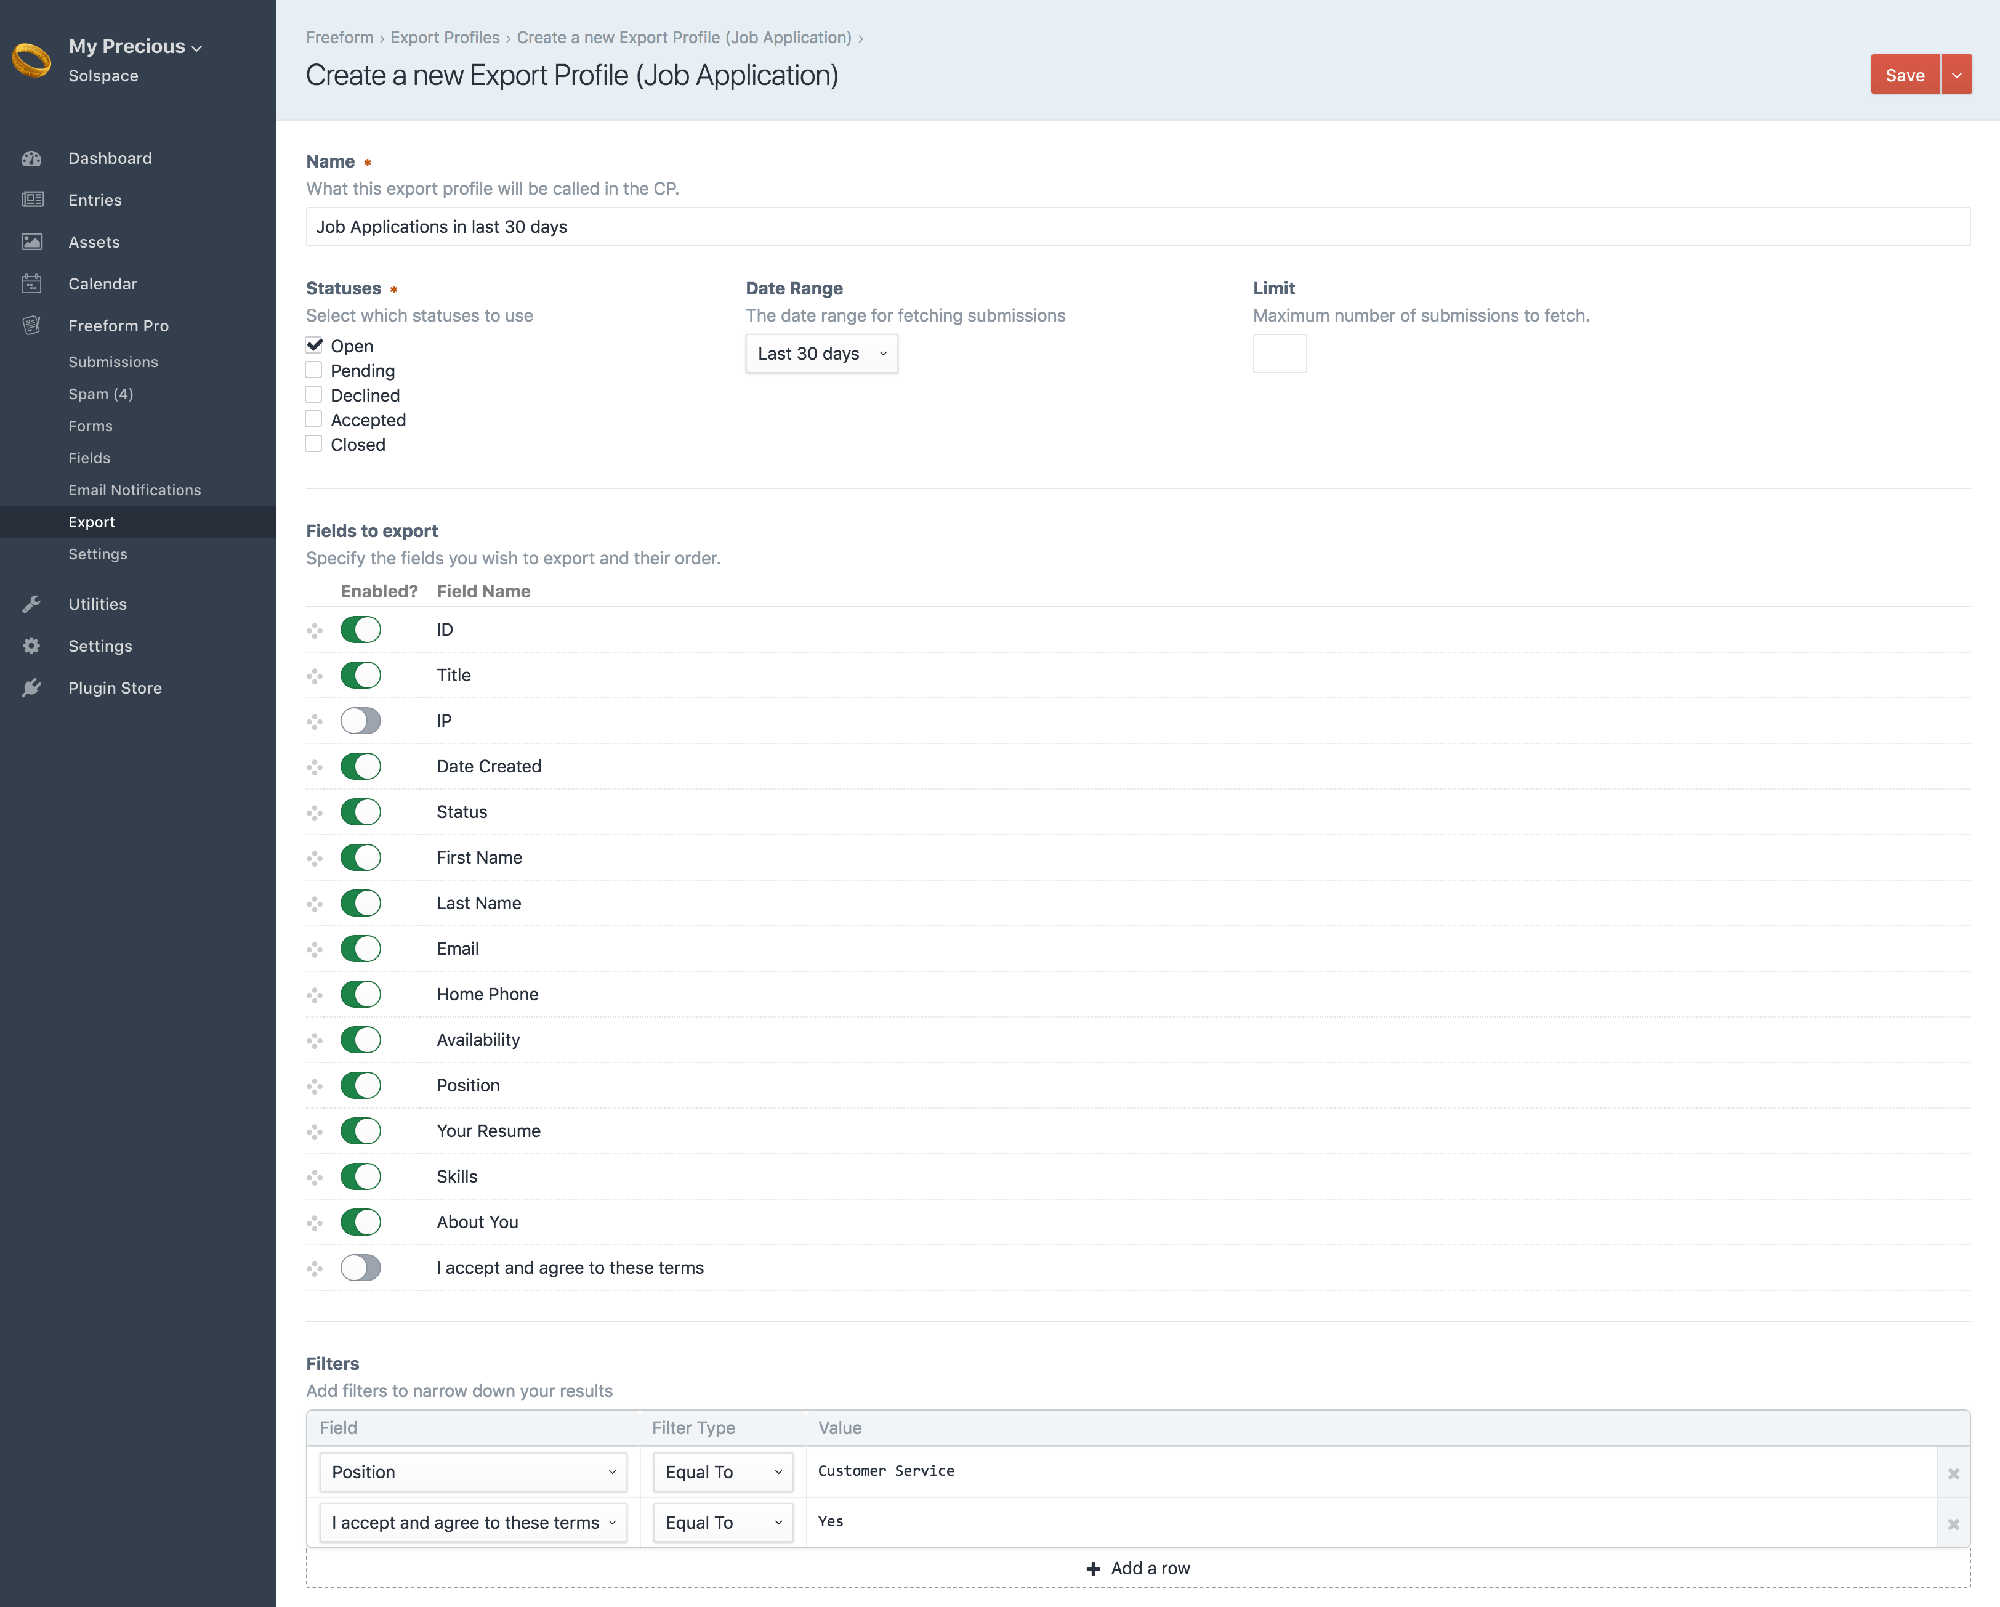 My Precious
Solspace
Dashboard
Entries
Assets
Calendar
Freeform Pro
Submissions
Spam (4)
Forms
Fields
Email Notifications
Export
Settings
Utilities
Settings
Plugin Store
Freeform › Export Profiles › Create a new Export Profile (Job Application) ›
Create a new Export Profile (Job Application)
Save
Name *
What this export profile will be called in the CP.
Job Applications in last 30 days
Statuses *
Select which statuses to use
Open
Pending
Declined
Accepted
Closed
Date Range
The date range for fetching submissions
Last 30 days
Limit
Maximum number of submissions to fetch.
Fields to export
Specify the fields you wish to export and their order.
Enabled? Field Name
ID
Title
IP
Date Created
Status
First Name
Last Name
Email
Home Phone
Availability
Position
Your Resume
Skills
About You
I accept and agree to these terms
Filters
Add filters to narrow down your results
Field Filter Type Value
Position Equal To Customer Service
I accept and agree to these terms Equal To Yes
+ Add a row